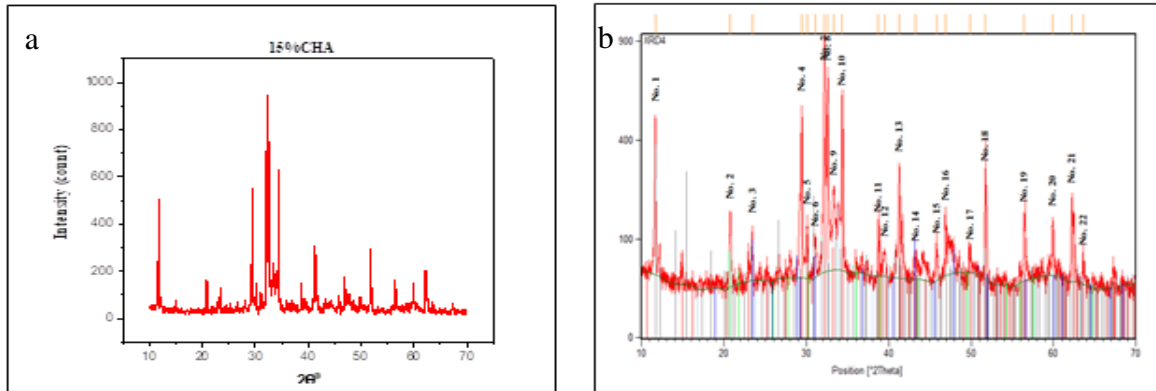 a
15%CHA
Intensity (count)
1000
800
600
400
200
0
10 20 30 40 50 60 70
2Θ°
b
900
400
100
0
No. 1
No. 2
No. 3
No. 4
No. 5
No. 6
No. 8
No. 9
No. 10
No. 11
No. 12
No. 13
No. 14
No. 15
No. 16
No. 17
No. 18
No. 19
No. 20
No. 21
No. 22
10 20 30 40 50 60 70
Position [°2Theta]